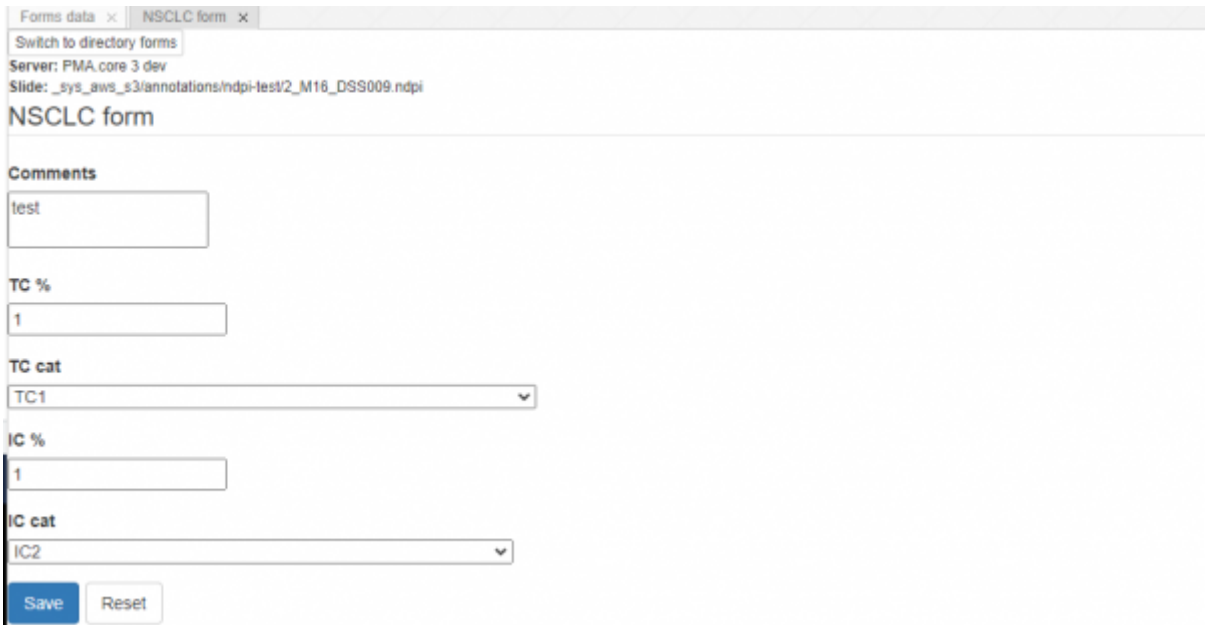 Forms data × NSCLC form ×
Switch to directory forms
Server: PMA.core 3 dev
Slide: _sys_aws_s3/annotations/ndpi-test/2_M16_DSS009.ndpi
NSCLC form
Comments
test
TC %
1
TC cat
TC1
IC %
1
IC cat
IC2
Save Reset